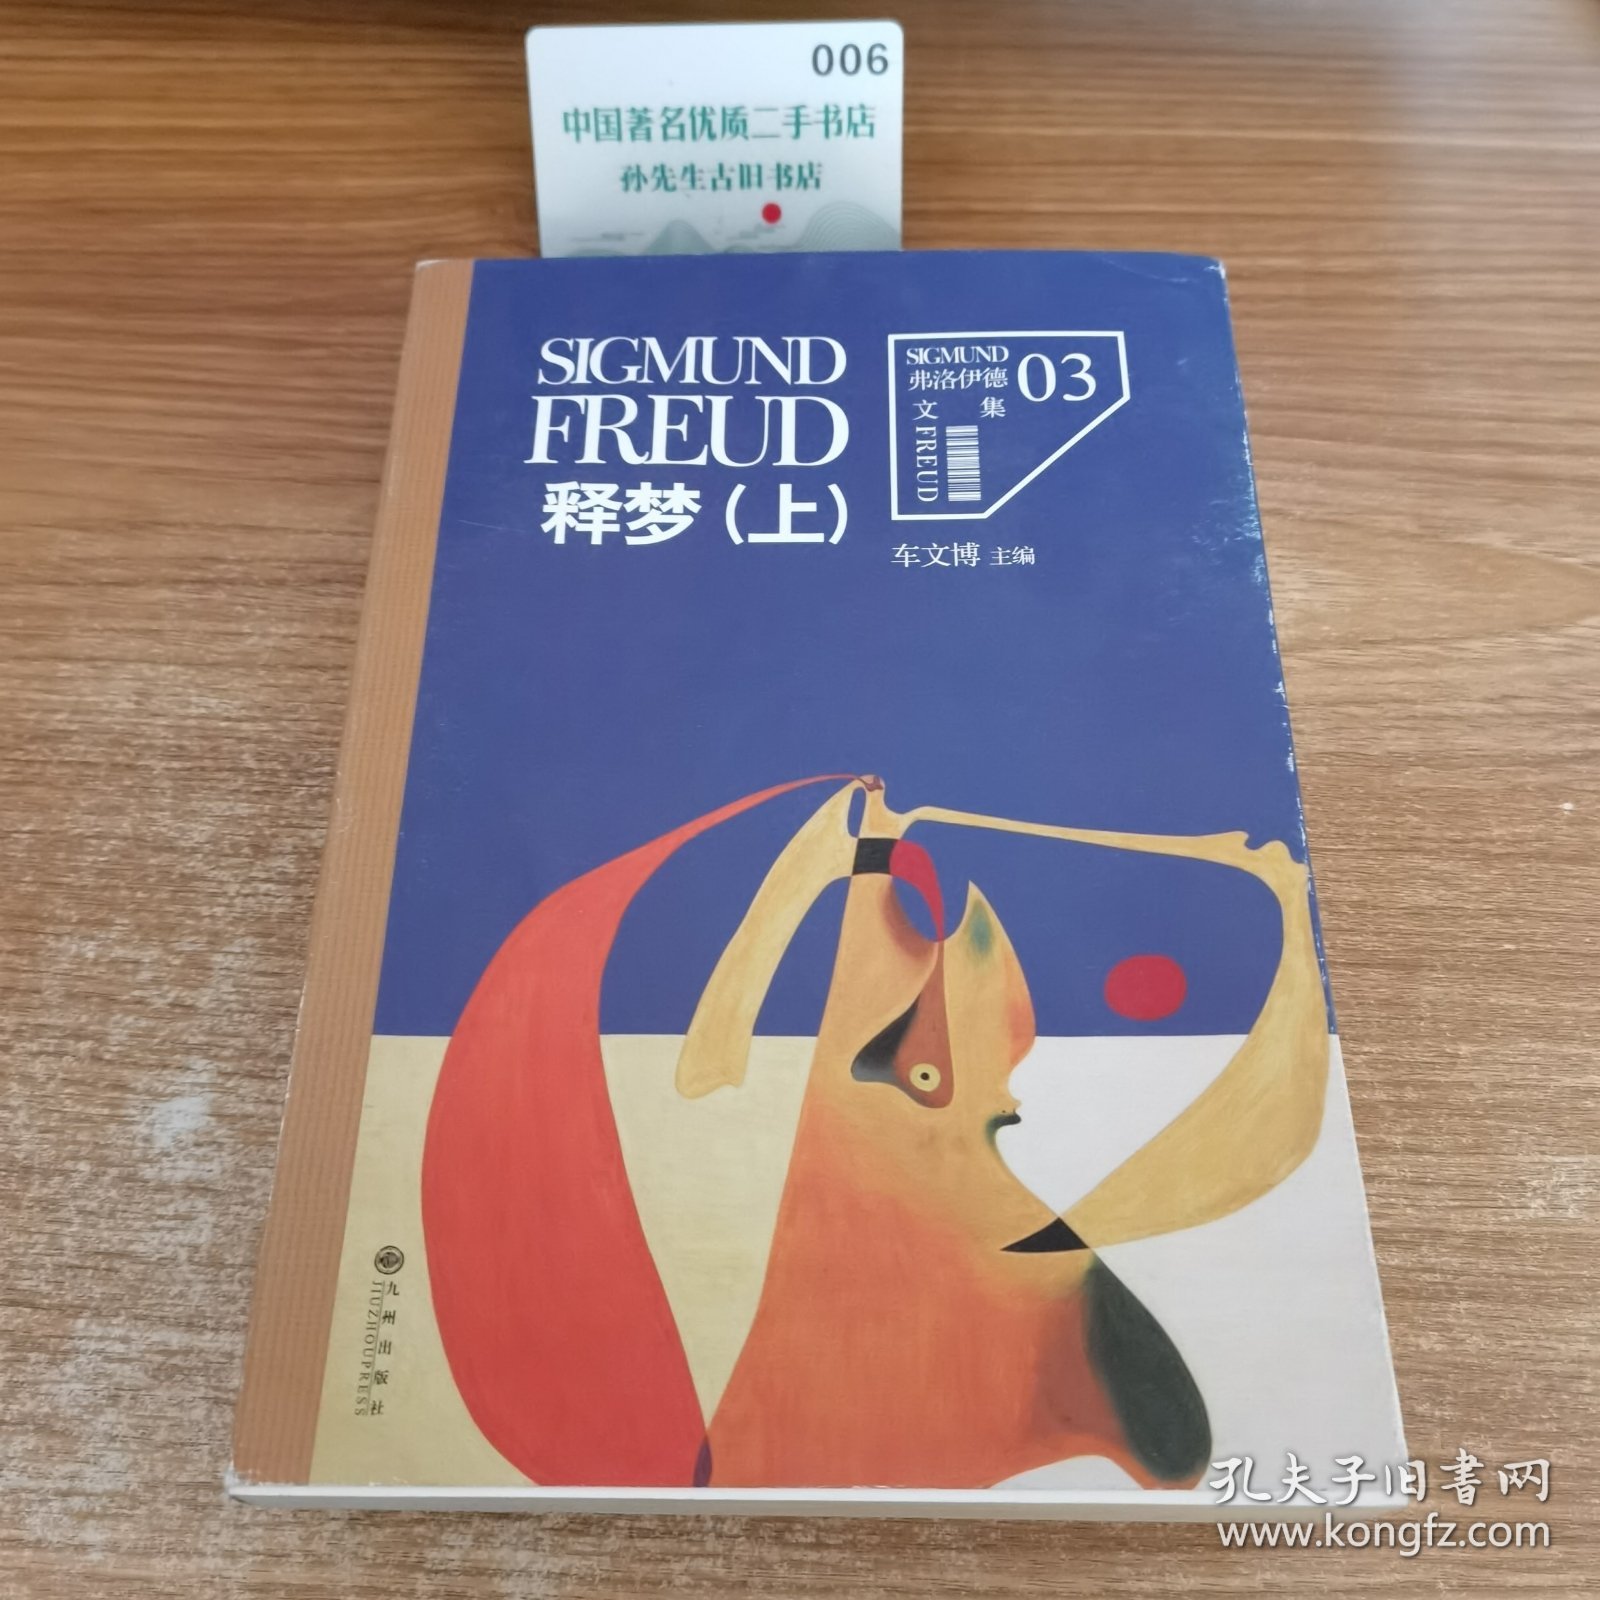 006
中国著名优质二手书店
孙先生古旧书店
SIGMUND
FREUD
释梦（上）
SIGMUND
弗洛伊德
文 集
03
FREUD
车文博 主编
九州出版社
JIUZHOUPRESS
孔夫子旧书网
www.kongfz.com